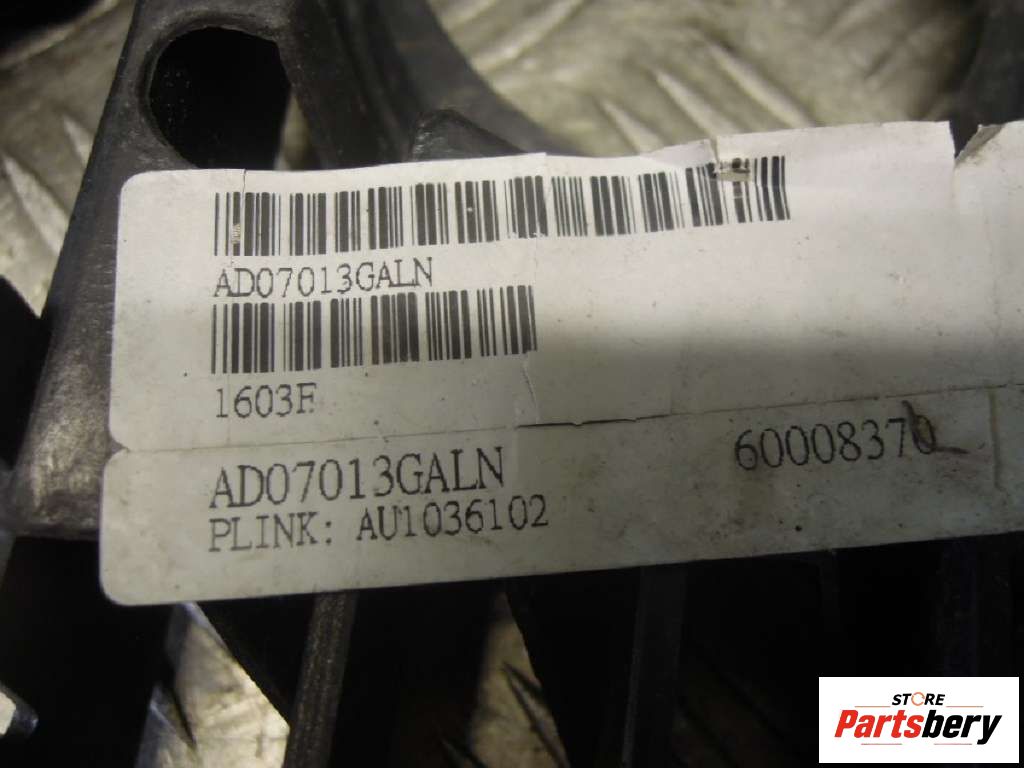 AD07013GALN
1603F
AD07013GALN
60008370
PLINK: AU1036102
STORE
Partsbery